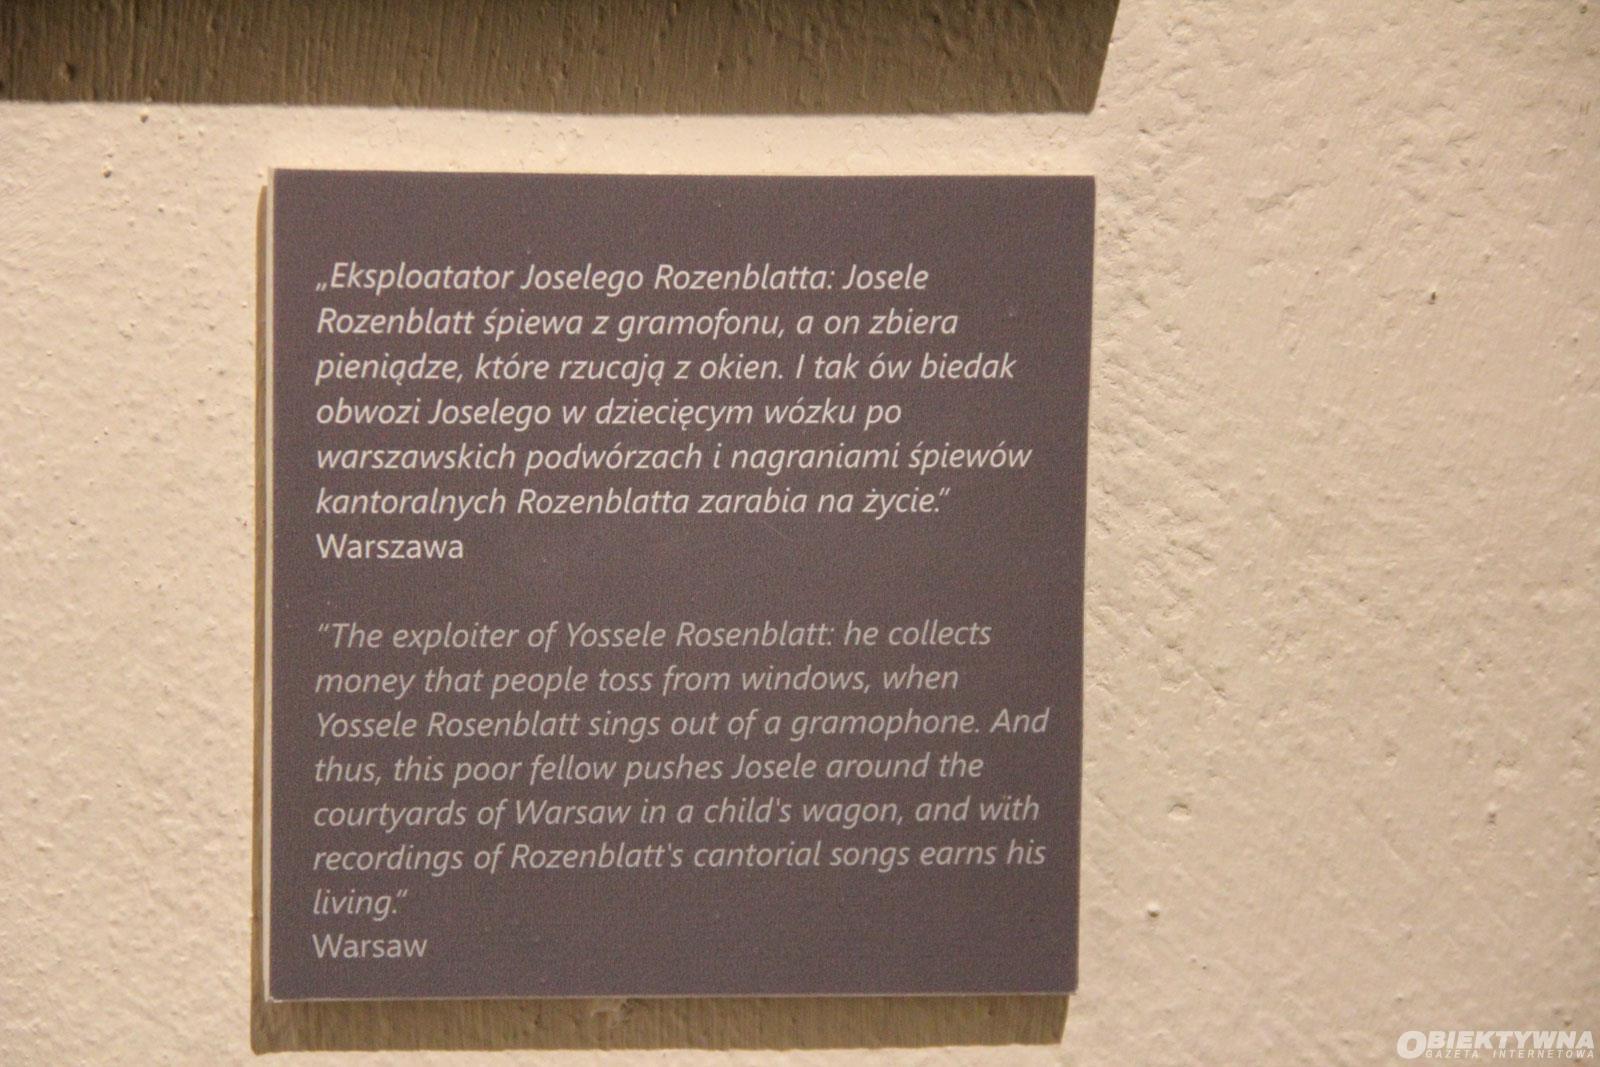 „Eksploatator Joselego Rozenblatta: Josele
Rozenblatt śpiewa z gramofonu, a on zbiera
pieniądze, które rzucają z okien. I tak ów biedak
obwozi Joselego w dziecięcym wózku po
warszawskich podwórzach i nagraniami śpiewów
kantoralnych Rozenblatta zarabia na życie.”
Warszawa
“The exploiter of Yossele Rosenblatt: he collects
money that people toss from windows, when
Yossele Rosenblatt sings out of a gramophone. And
thus, this poor fellow pushes Josele around the
courtyards of Warsaw in a child's wagon, and with
recordings of Rozenblatt's cantorial songs earns his
living.“
Warsaw
OBIEKTYWNA
GAZETA INTERNETOWA